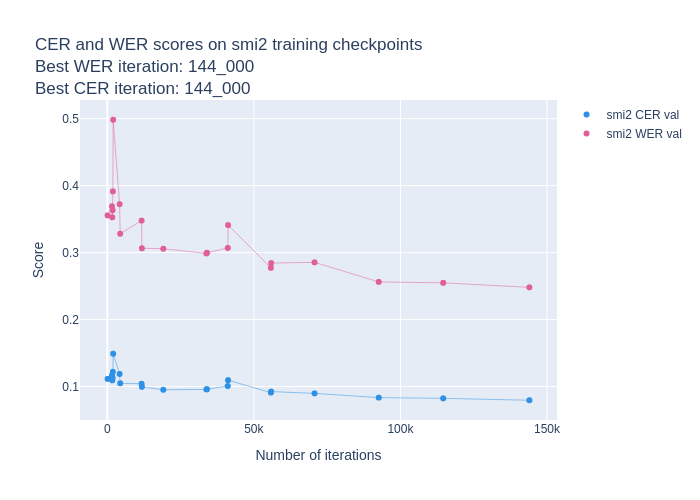 CER and WER scores on smi2 training checkpoints
Best WER iteration: 144_000
Best CER iteration: 144_000
smi2 CER val
smi2 WER val
0.5
0.4
0.3
0.2
0.1
Score
0
50k
100k
150k
Number of iterations